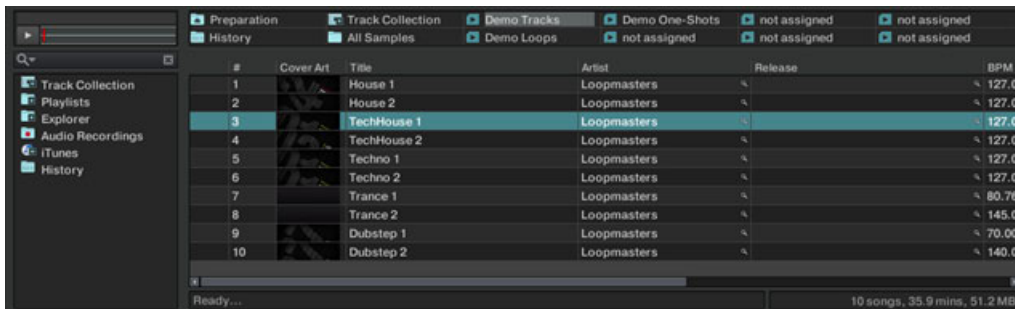 Preparation Track Collection Demo Tracks Demo One-Shots not assigned not assigned
History All Samples Demo Loops not assigned not assigned not assigned
Track Collection
Playlists
Explorer
Audio Recordings
iTunes
History
# Cover Art Title Artist Release BPM
1 House 1 Loopmasters 127.0
2 House 2 Loopmasters 127.0
3 TechHouse 1 Loopmasters 127.0
4 TechHouse 2 Loopmasters 127.0
5 Techno 1 Loopmasters 127.0
6 Techno 2 Loopmasters 127.0
7 Trance 1 Loopmasters 80.76
8 Trance 2 Loopmasters 145.0
9 Dubstep 1 Loopmasters 70.00
10 Dubstep 2 Loopmasters 140.0
Ready...
10 songs, 35.9 mins, 51.2 MB